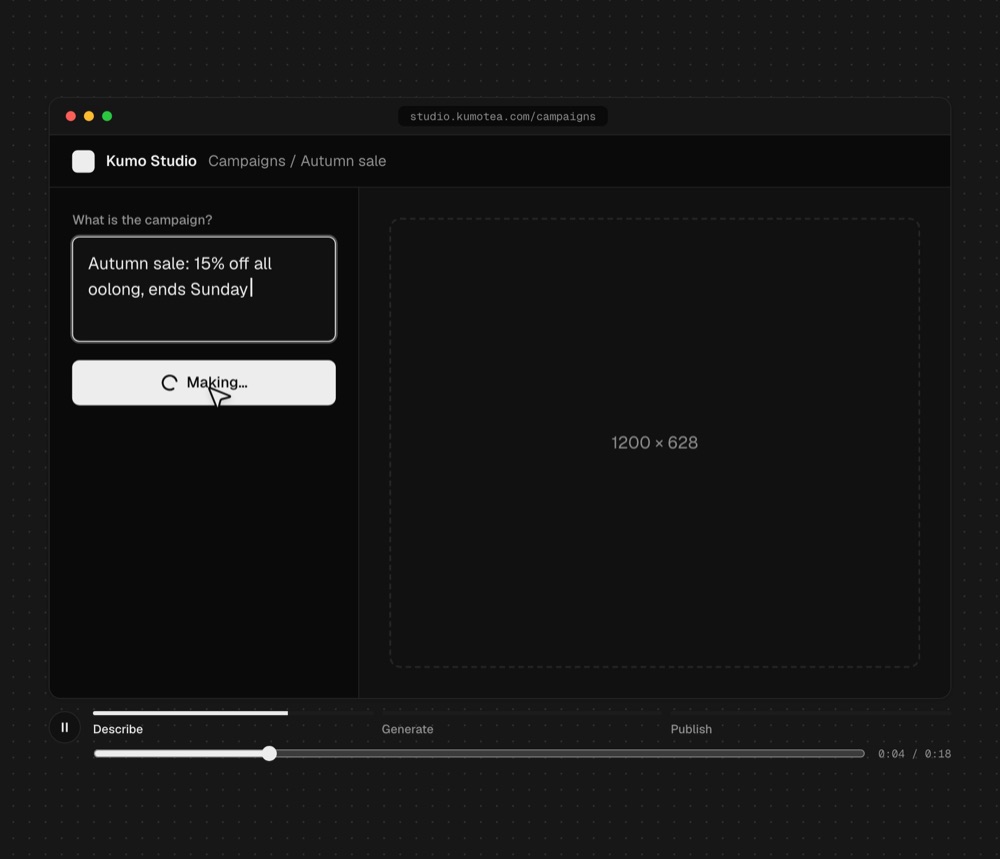 studio.kumotea.com/campaigns
Kumo Studio Campaigns / Autumn sale
What is the campaign?
Autumn sale: 15% off all
oolong, ends Sunday
Making...
1200 × 628
Describe
Generate
Publish
0:04 / 0:18